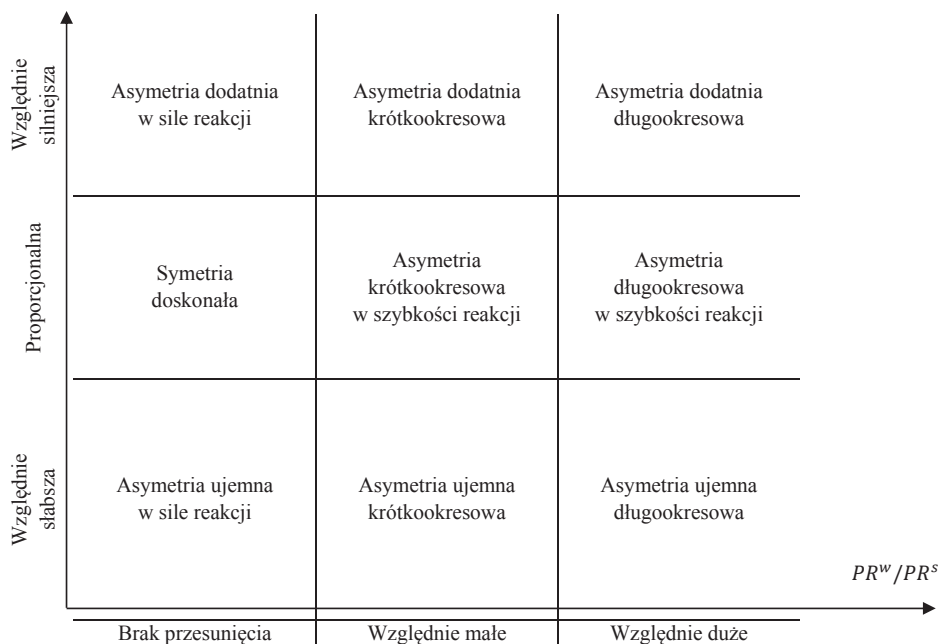 Względnie
silniejsza
Asymetria dodatnia
w sile reakcji
Asymetria dodatnia
krótkookresowa
Asymetria dodatnia
długookresowa
Proporcjonalna
Symetria
doskonała
Asymetria
krótkookresowa
w szybkości reakcji
Asymetria
długookresowa
w szybkości reakcji
Względnie
słabsza
Asymetria ujemna
w sile reakcji
Asymetria ujemna
krótkookresowa
Asymetria ujemna
długookresowa
PRʷ/PRˢ
Brak przesunięcia
Względnie małe
Względnie duże